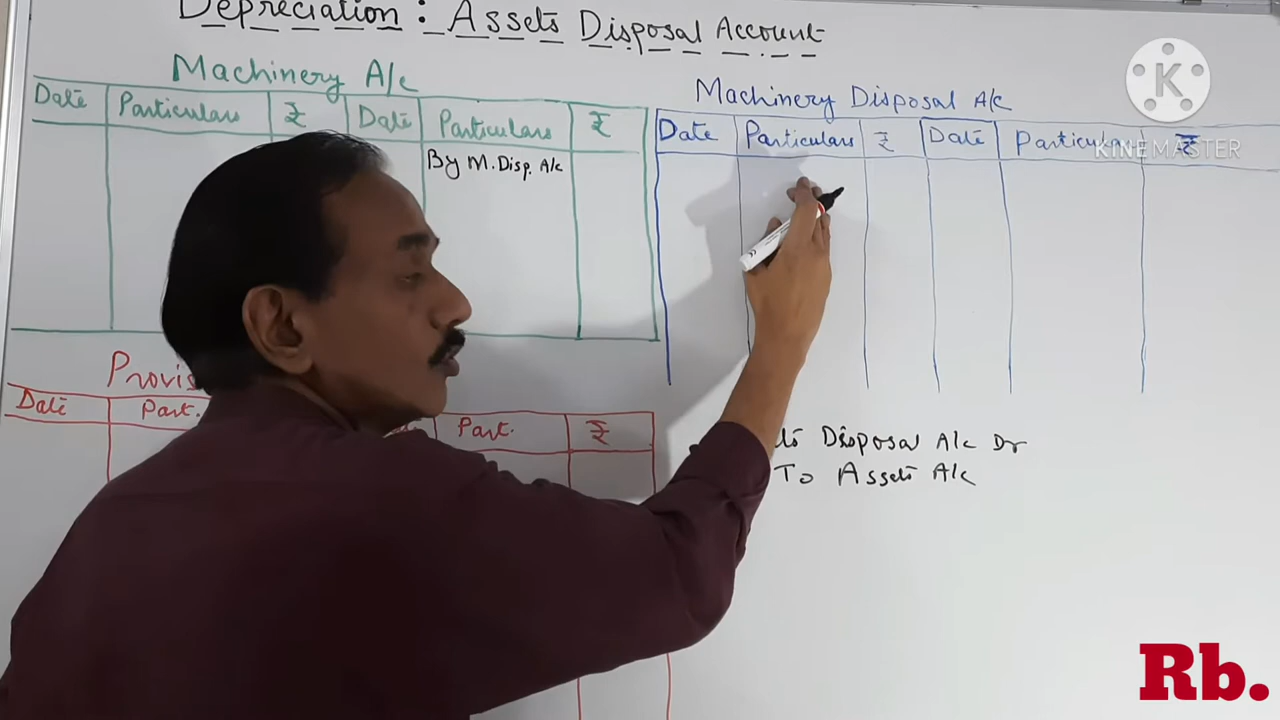 Depreciation : Assets Disposal Account
Machinery A/c
Date Particulars ₹ Date Particulars ₹
By M. Disp. A/c
Machinery Disposal A/c
Date Particulars ₹ Date Particulars ₹
KINEMASTER
K
Date Part. Part. ₹
Disposal A/c Dr
To Assets A/c
Rb.